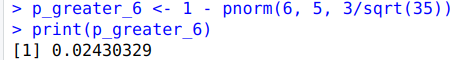 > p_greater_6 <- 1 - pnorm(6, 5, 3/sqrt(35))
> print(p_greater_6)
[1] 0.02430329